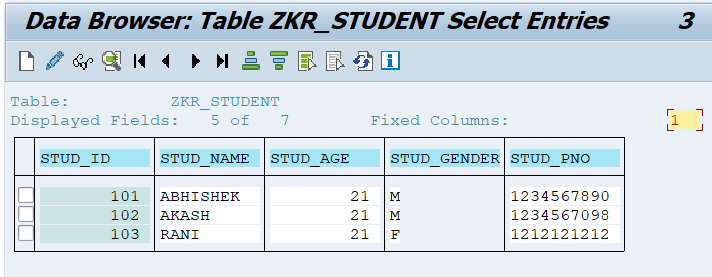 Data Browser: Table ZKR_STUDENT Select Entries 3
Table: ZKR_STUDENT
Displayed Fields: 5 of 7 Fixed Columns: 1
STUD_ID STUD_NAME STUD_AGE STUD_GENDER STUD_PNO
101 ABHISHEK 21 M 1234567890
102 AKASH 21 M 1234567098
103 RANI 21 F 1212121212